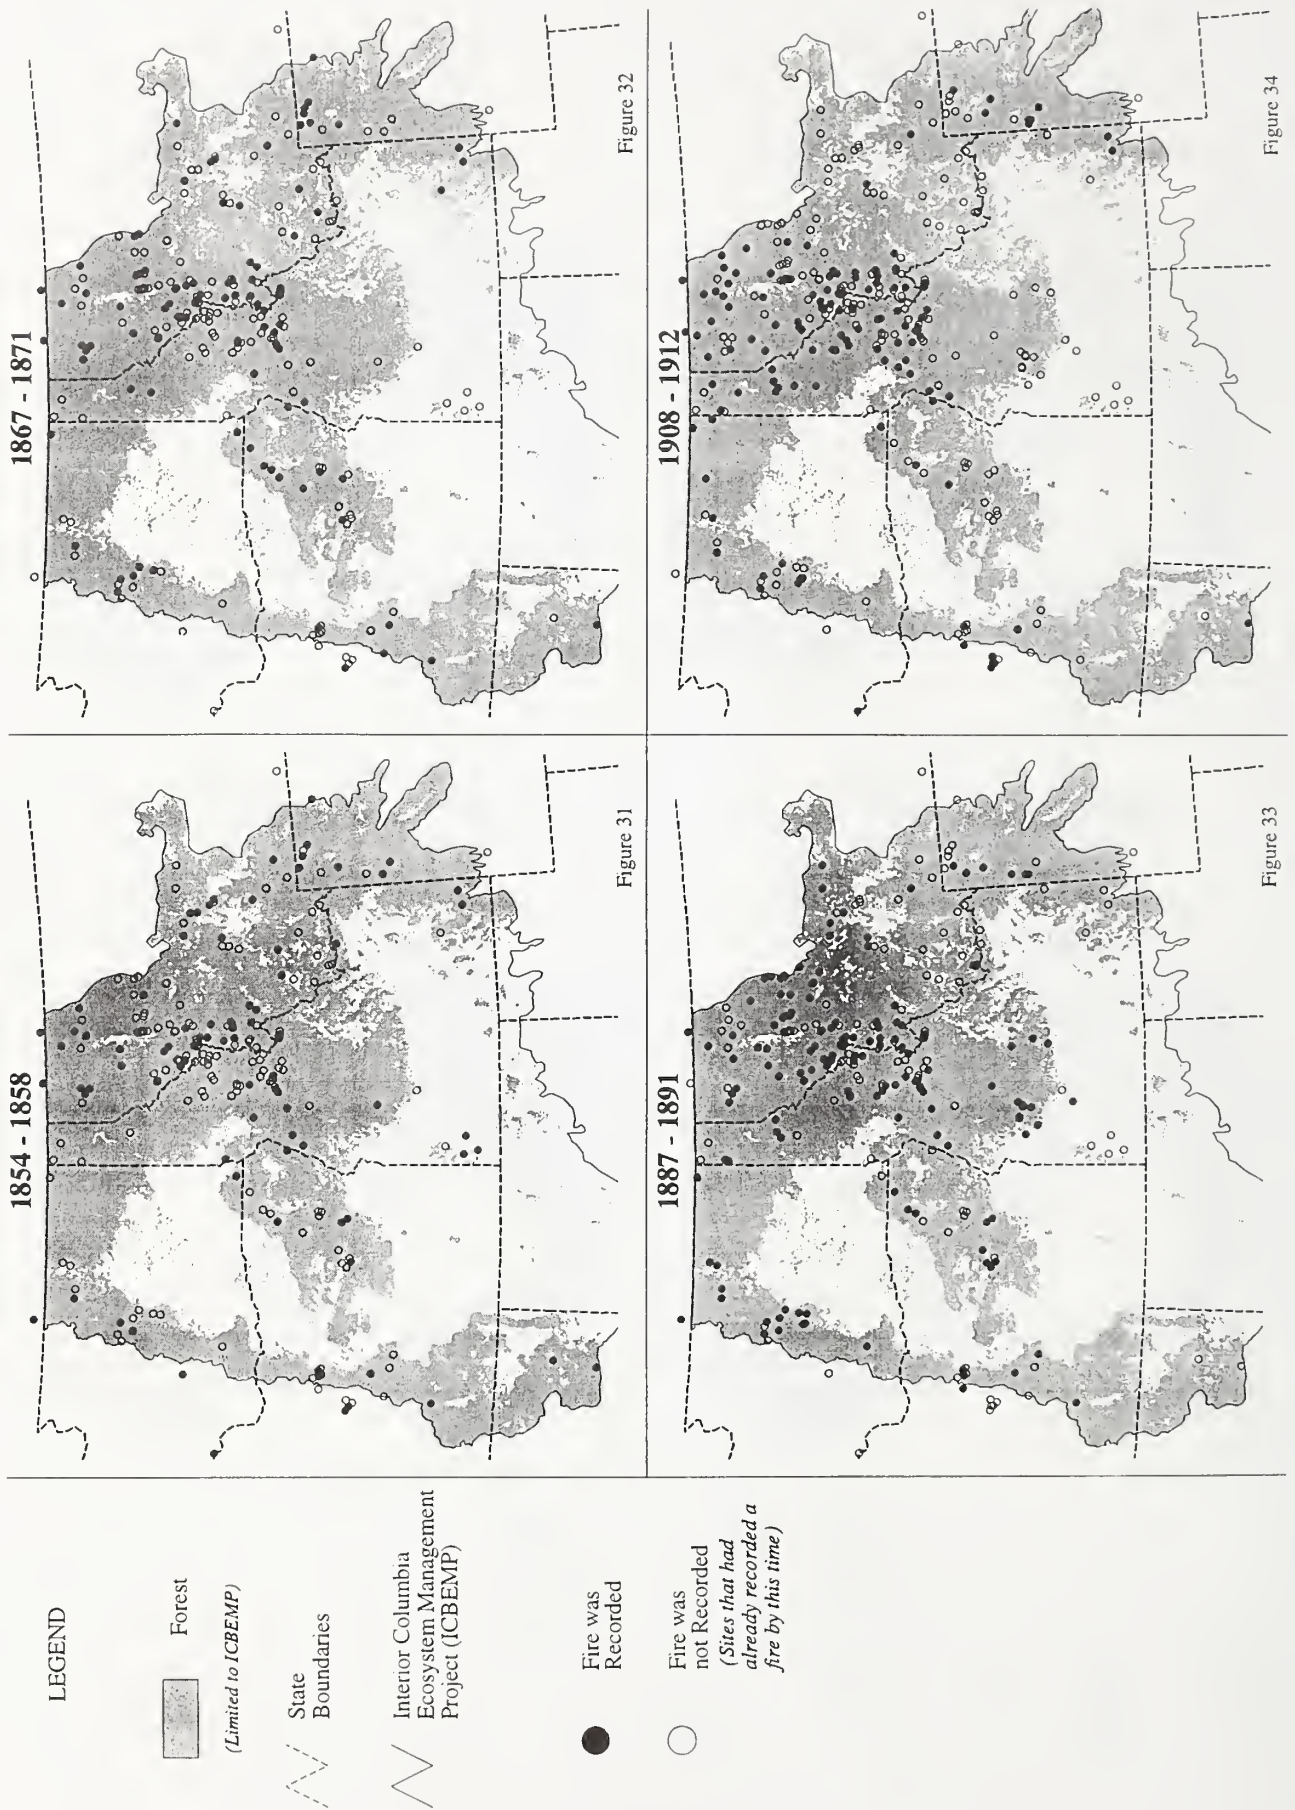 LEGEND
Forest
(Limited to ICBEMP)
State
Boundaries
Interior Columbia
Ecosystem Management
Project (ICBEMP)
Fire was
Recorded
Fire was
not Recorded
(Sites that had
already recorded a
fire by this time)
1854 - 1858
Figure 31
1867 - 1871
Figure 32
1887 - 1891
Figure 33
1908 - 1912
Figure 34